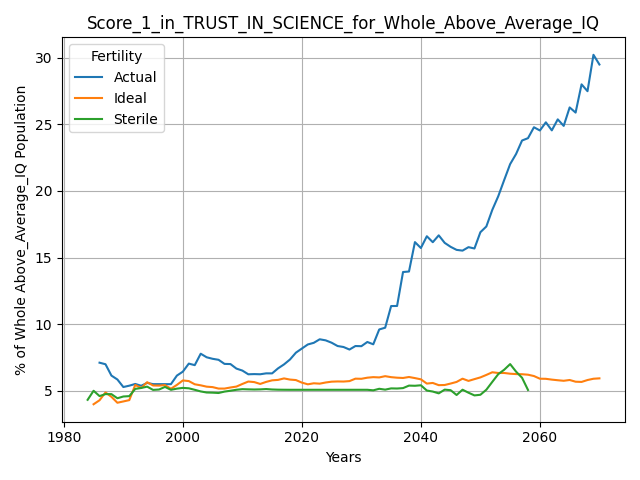 Score_1_in_TRUST_IN_SCIENCE_for_Whole_Above_Average_IQ
Fertility
Actual
Ideal
Sterile
% of Whole Above_Average_IQ Population
30
25
20
15
10
5
1980
2000
2020
2040
2060
Years